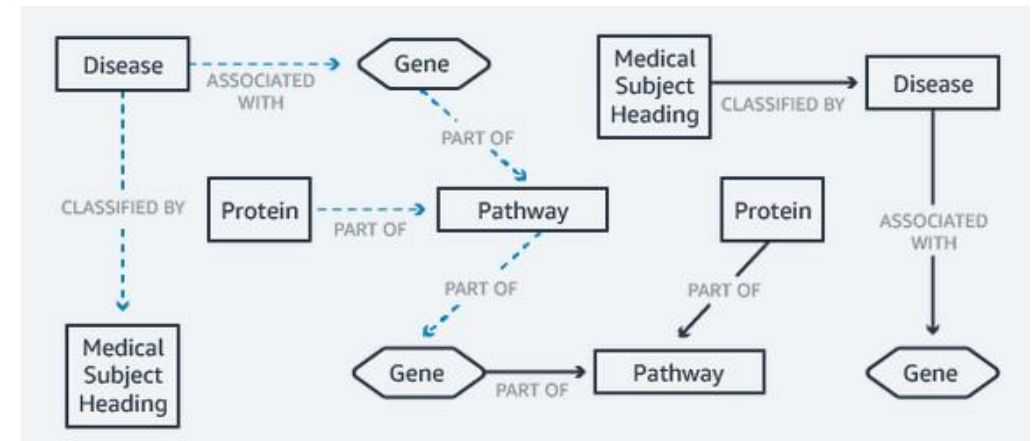 Disease
ASSOCIATED
WITH
Gene
Medical
Subject
Heading
CLASSIFIED BY
Disease
PART OF
CLASSIFIED BY
Protein
PART OF
Pathway
Protein
ASSOCIATED
WITH
PART OF
PART OF
Medical
Subject
Heading
Gene
PART OF
Pathway
Gene